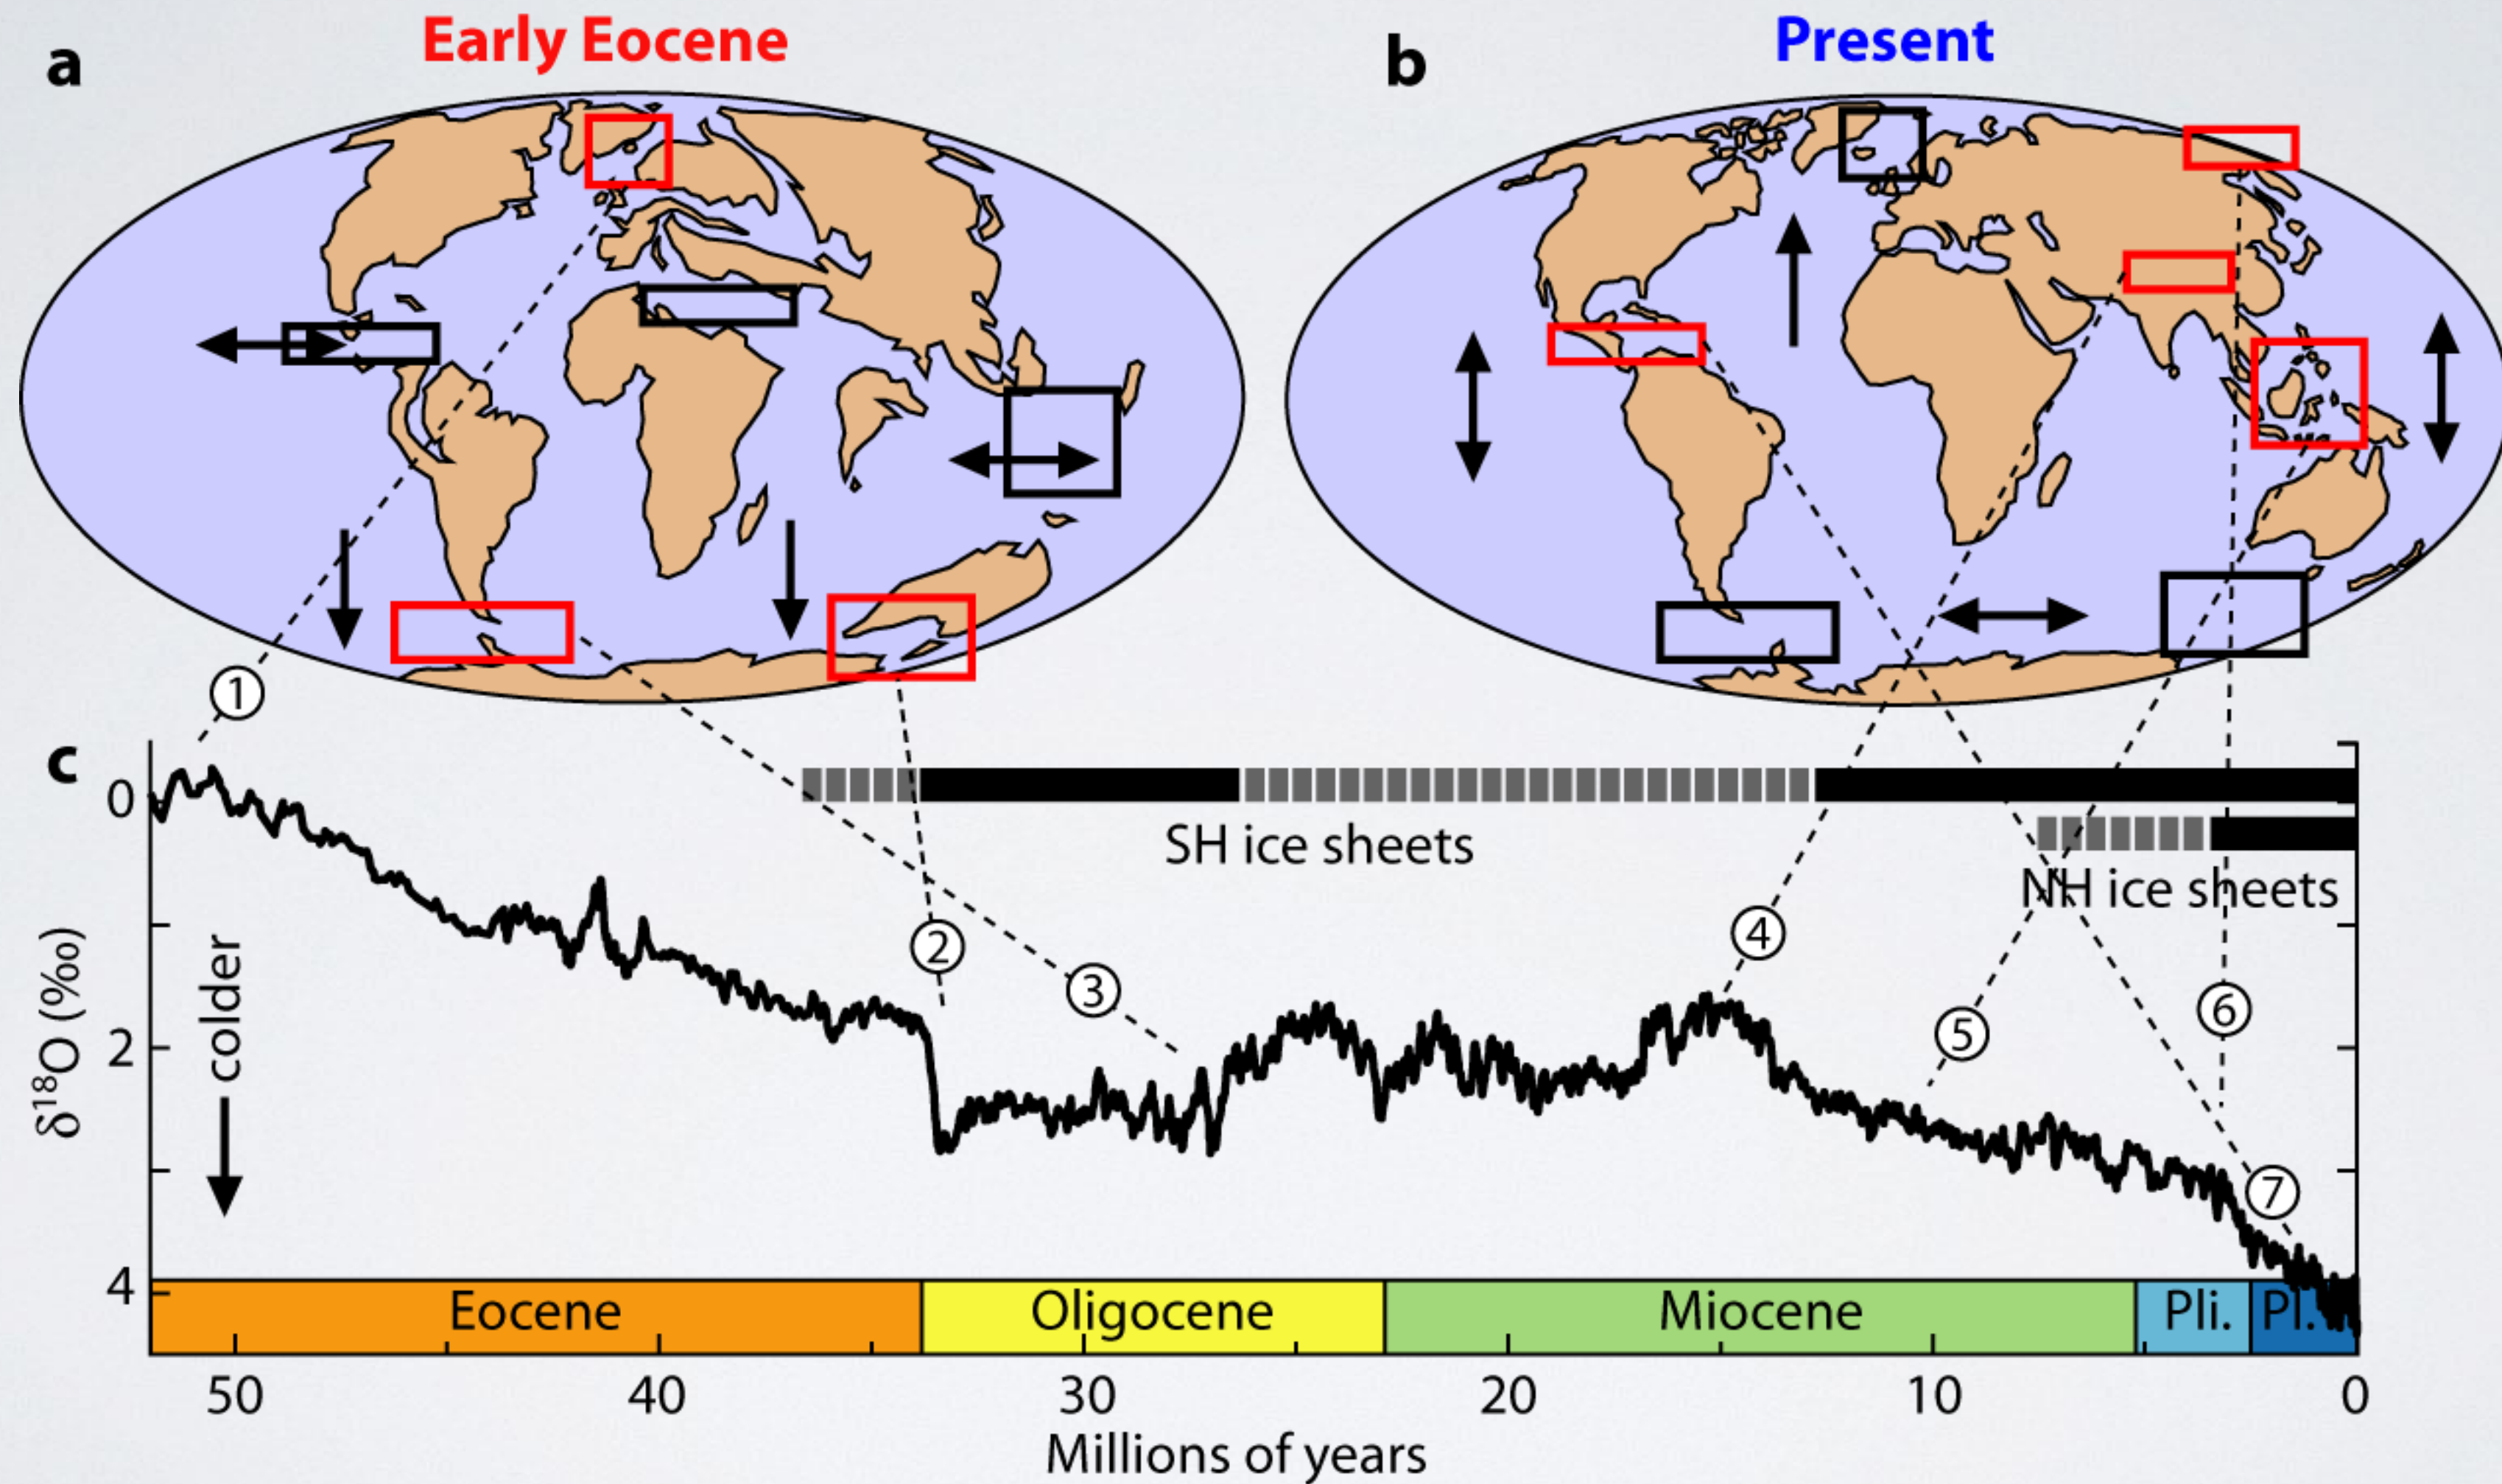 a
Early Eocene
b
Present
1
c
0
2
4
δ¹⁸O (‰)
colder
SH ice sheets
NH ice sheets
2
3
4
5
6
7
Eocene
Oligocene
Miocene
Pli.
Pl.
50
40
30
20
10
0
Millions of years